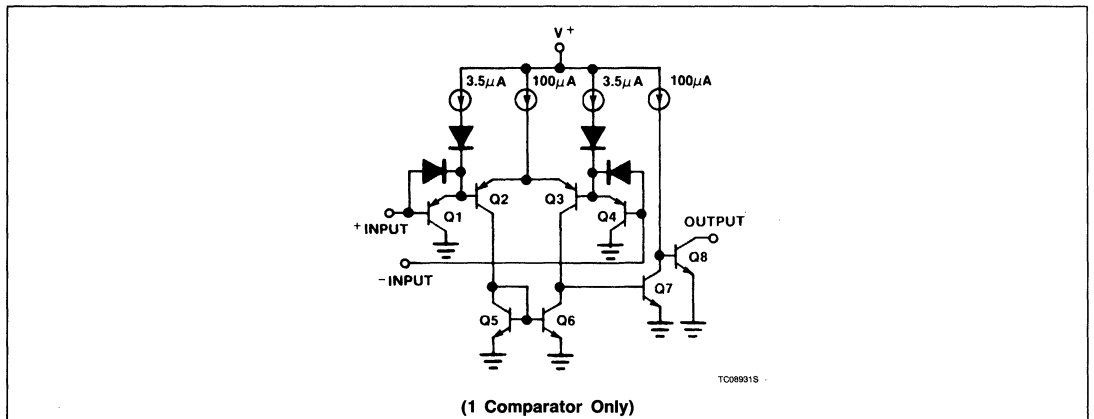 V+
3.5μA 100μA 3.5μA 100μA
Q1 Q2 Q3 Q4
+ INPUT
OUTPUT
Q8
− INPUT
Q7
Q5 Q6
TC08931S
(1 Comparator Only)